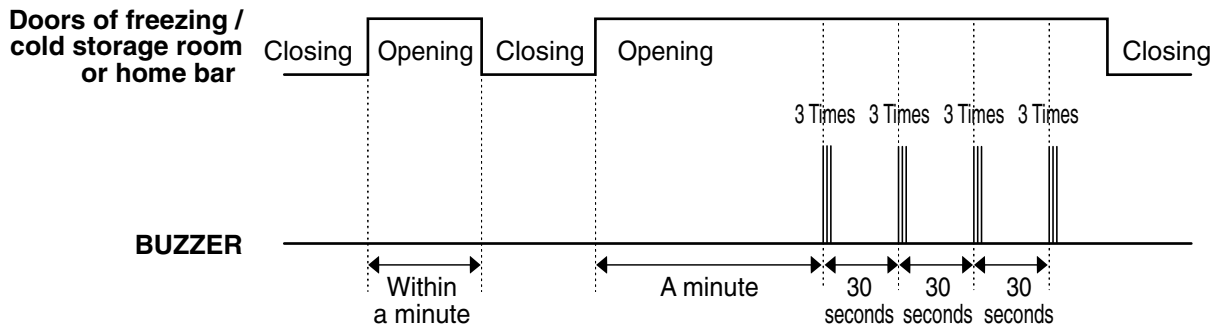 Doors of freezing /
cold storage room
or home bar
Closing Opening Closing Opening Closing
3 Times 3 Times 3 Times 3 Times
BUZZER
Within
a minute
A minute
30
seconds
30
seconds
30
seconds